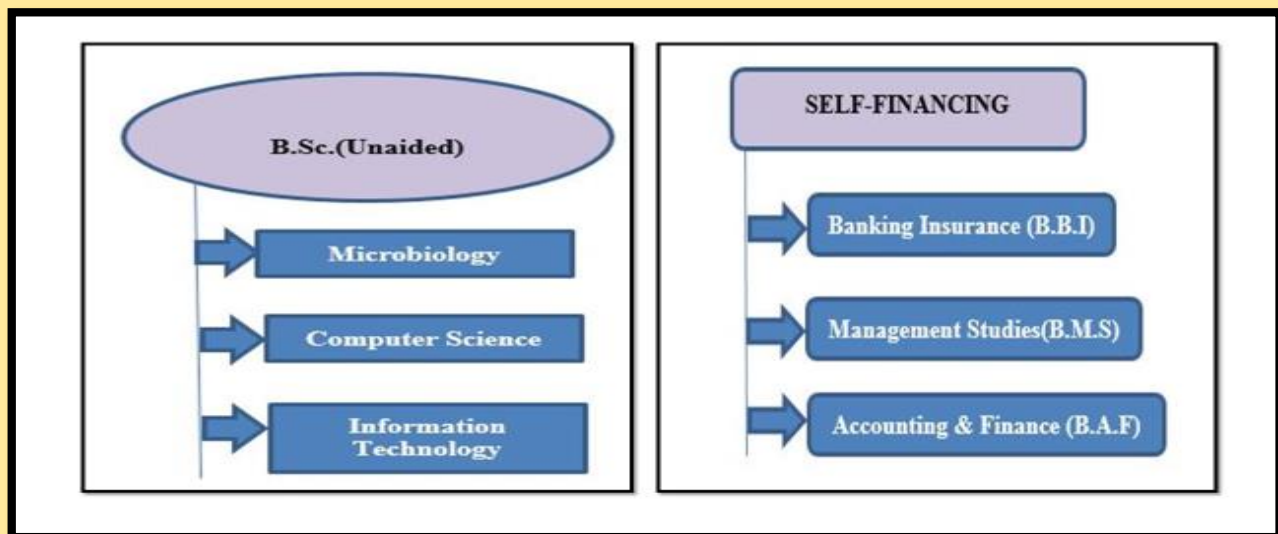 B.Sc.(Unaided)
Microbiology
Computer Science
Information
Technology
SELF-FINANCING
Banking Insurance (B.B.I)
Management Studies(B.M.S)
Accounting & Finance (B.A.F)